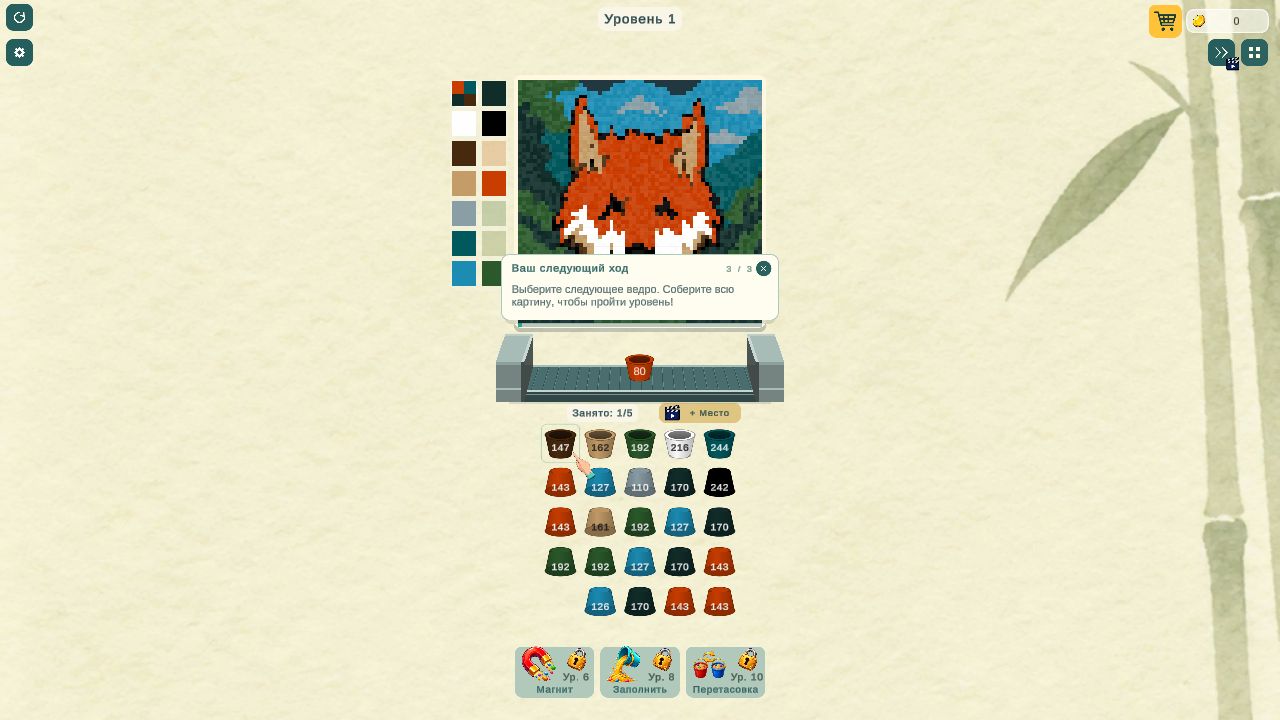 Уровень 1
0
Ваш следующий ход
3 / 3
Выберите следующее ведро. Соберите всю
картину, чтобы пройти уровень!
80
Занято: 1/5
+ Место
147 162 192 216 244
143 127 110 170 242
143 161 192 127 170
192 192 127 170 143
126 170 143 143
Ур. 6
Магнит
Ур. 8
Заполнить
Ур. 10
Перетасовка